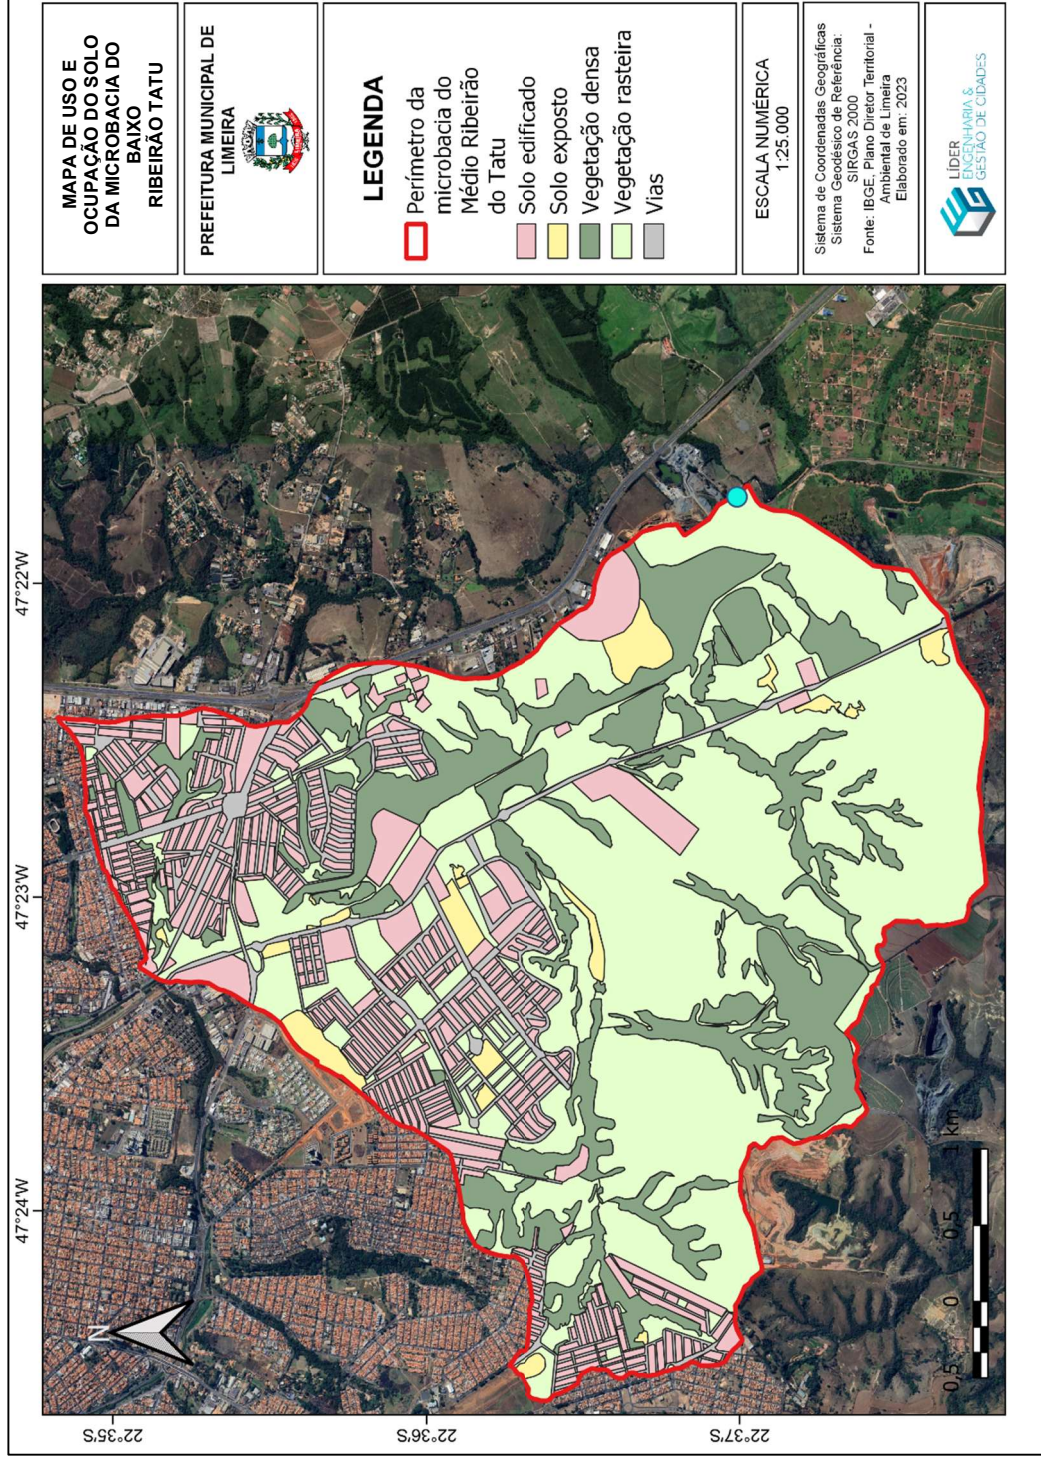 MAPA DE USO E
OCUPAÇÃO DO SOLO
DA MICROBACIA DO
BAIXO
RIBEIRÃO TATU
PREFEITURA MUNICIPAL DE
LIMEIRA
LEGENDA
Perímetro da
microbacia do
Médio Ribeirão
do Tatu
Solo edificado
Solo exposto
Vegetação densa
Vegetação rasteira
Vias
ESCALA NUMÉRICA
1:25.000
Sistema de Coordenadas Geográficas
Sistema Geodésico de Referência:
SIRGAS 2000
Fonte: IBGE, Plano Diretor Territorial -
Ambiental de Limeira
Elaborado em: 2023
LÍDER
ENGENHARIA &
GESTÃO DE CIDADES
47°24'W
47°23'W
47°22'W
22°35'S
22°36'S
22°37'S
N
0,5 0 0,5 1 km